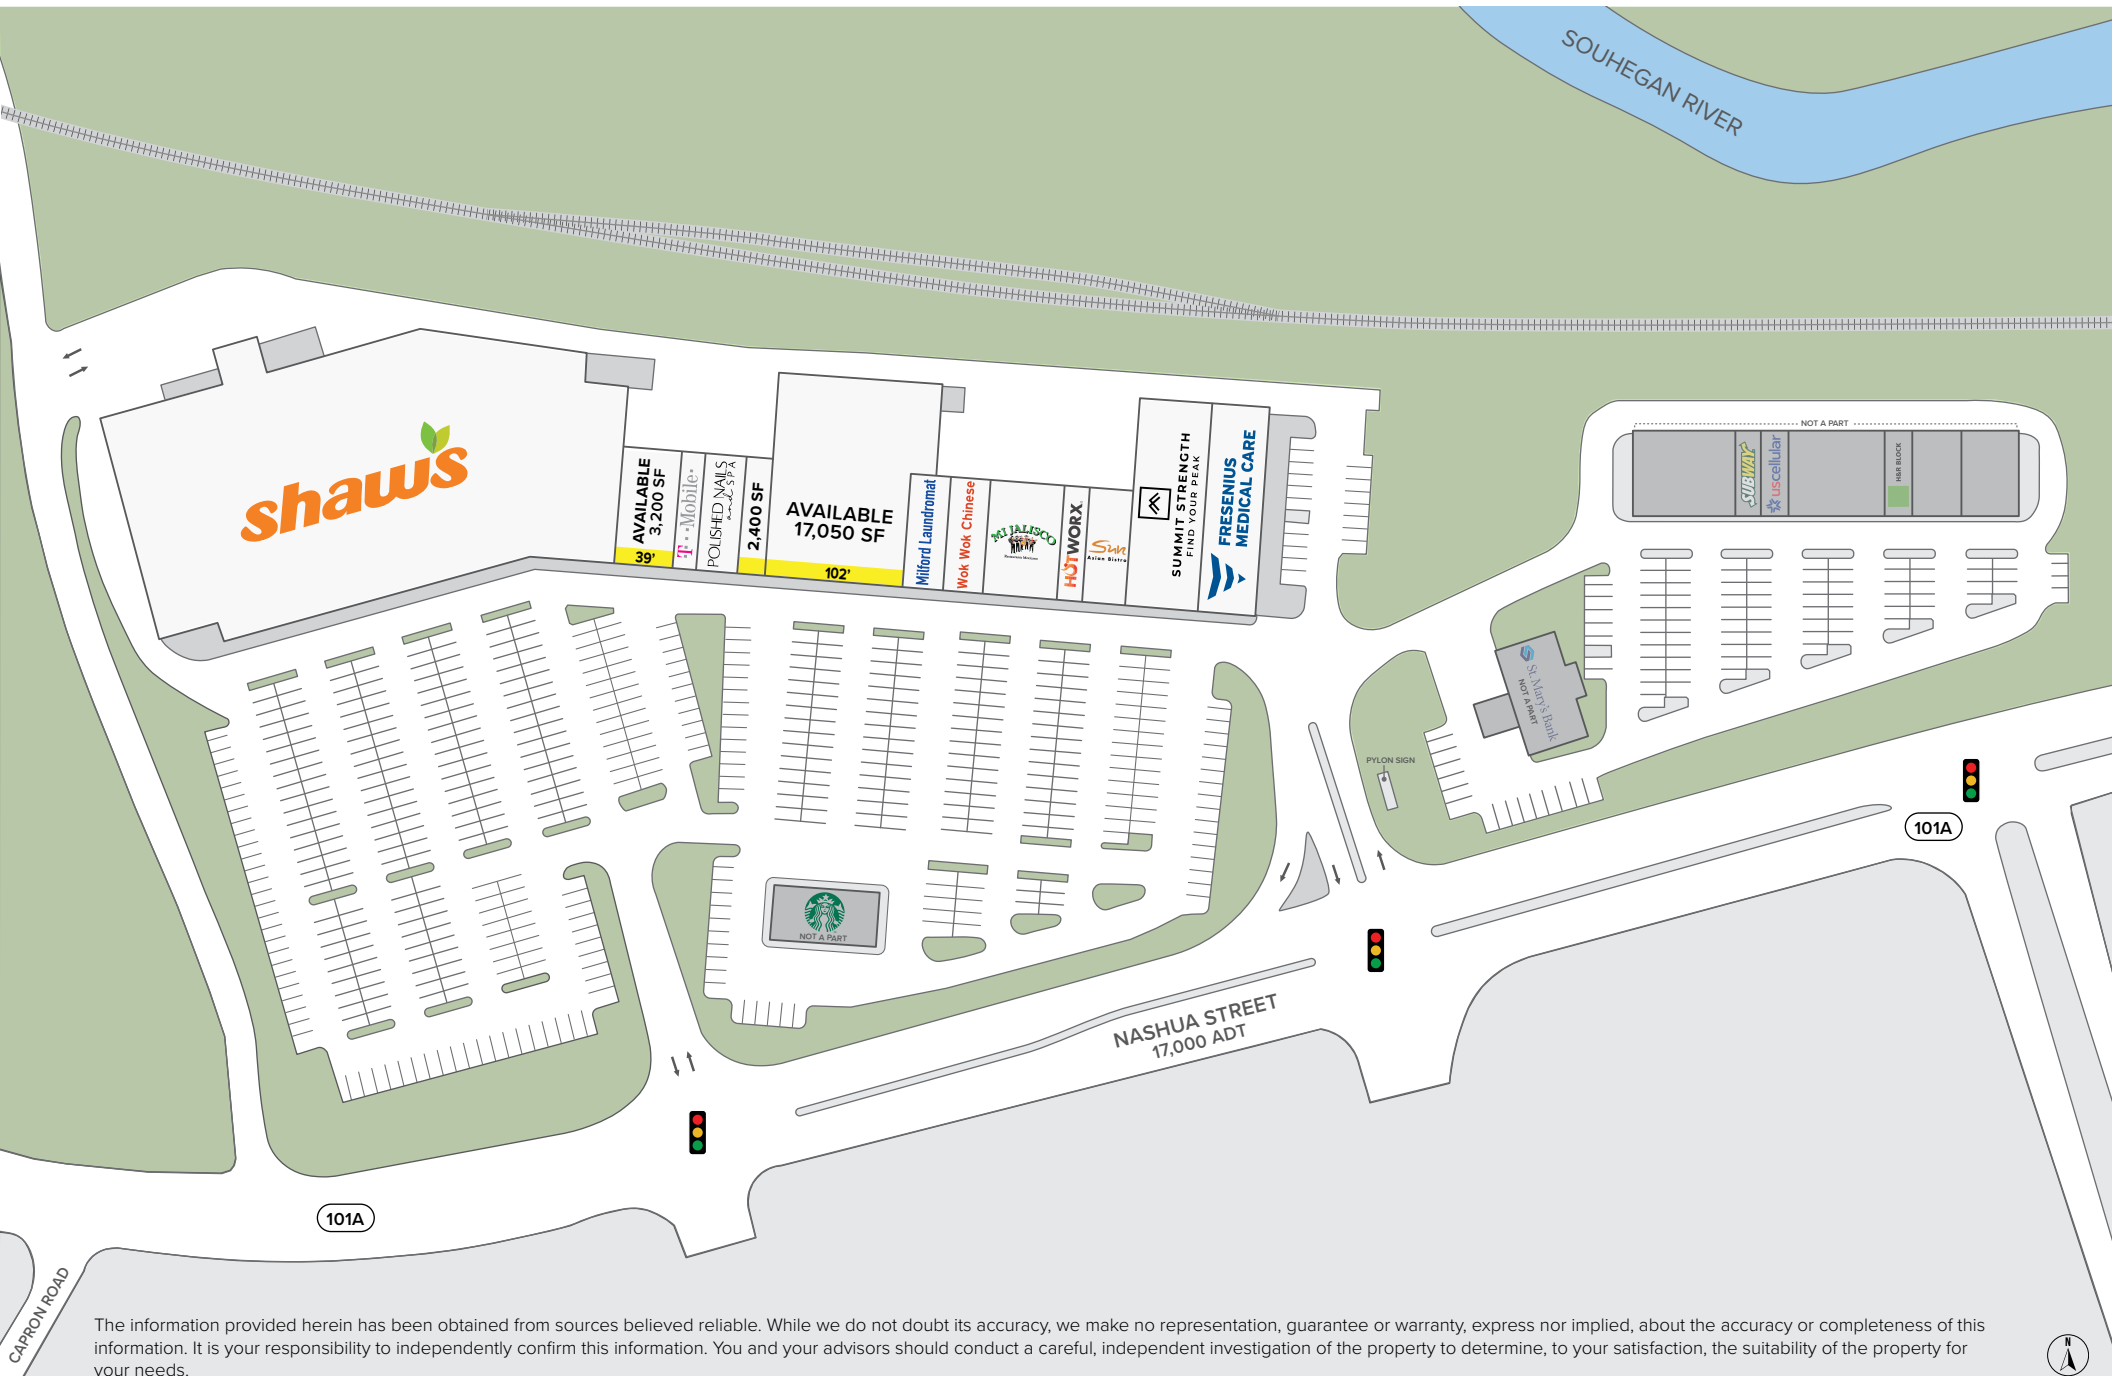 SOUHEGAN RIVER
shaws
AVAILABLE
3,200 SF
39'
T··Mobile·
POLISHED NAILS
and SPA
2,400 SF
AVAILABLE
17,050 SF
102'
Milford Laundromat
Wok Wok Chinese
MI JALISCO
HOTWORX
Sun
Asian Bistro
SUMMIT STRENGTH
FIND YOUR PEAK
FRESENIUS
MEDICAL CARE
NOT A PART
SUBWAY
uscellular
H&R BLOCK
St. Mary's Bank
NOT A PART
PYLON SIGN
101A
NOT A PART
NASHUA STREET
17,000 ADT
101A
CAPRON ROAD
The information provided herein has been obtained from sources believed reliable. While we do not doubt its accuracy, we make no representation, guarantee or warranty, express nor implied, about the accuracy or completeness of this
information. It is your responsibility to independently confirm this information. You and your advisors should conduct a careful, independent investigation of the property to determine, to your satisfaction, the suitability of the property for
your needs.
N